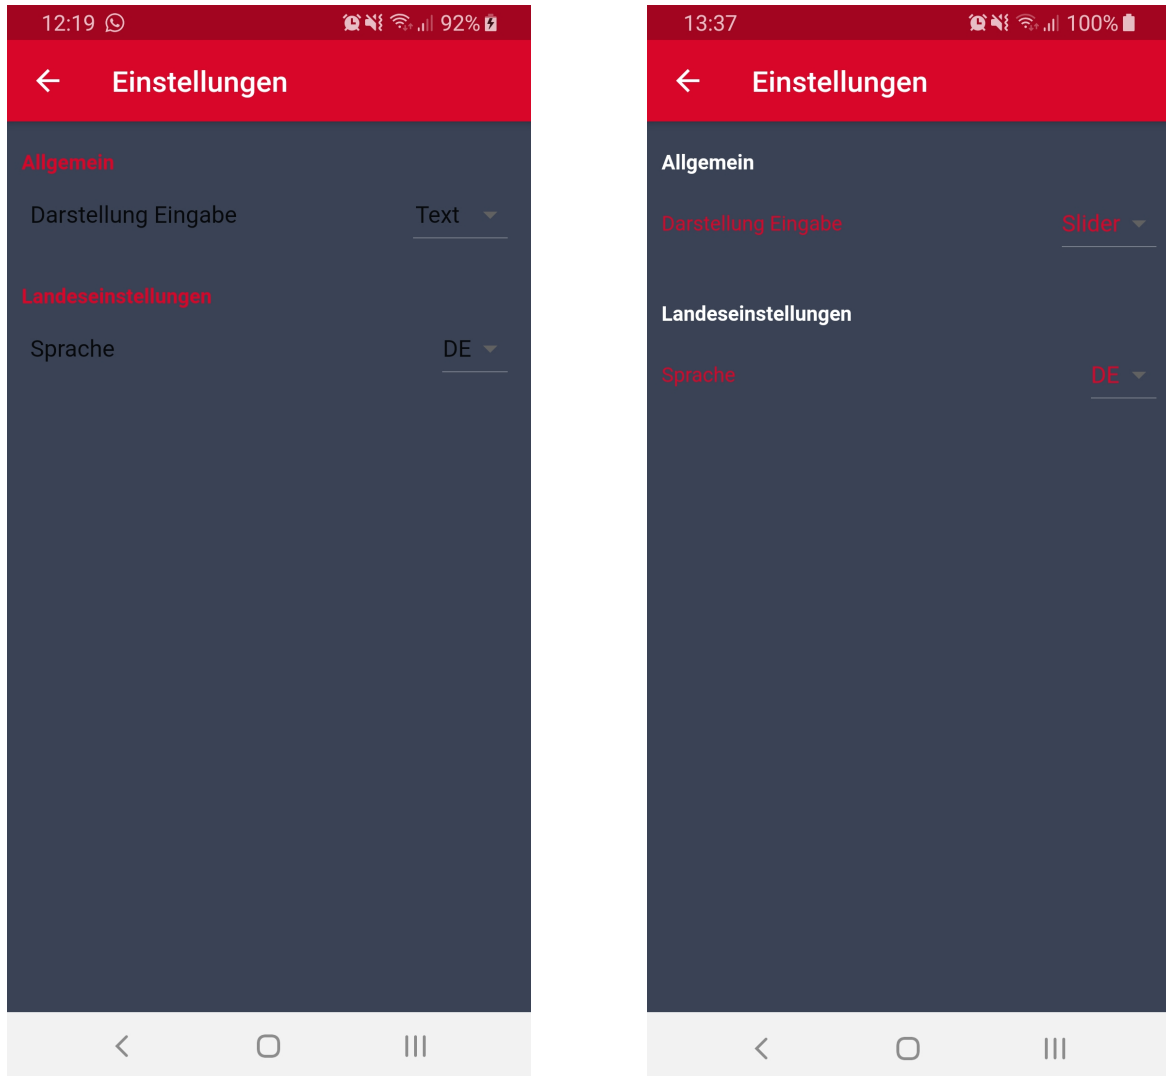 12:19 92%
Einstellungen
Allgemein
Darstellung Eingabe Text
Landeseinstellungen
Sprache DE
13:37 100%
Einstellungen
Allgemein
Darstellung Eingabe Slider
Landeseinstellungen
Sprache DE